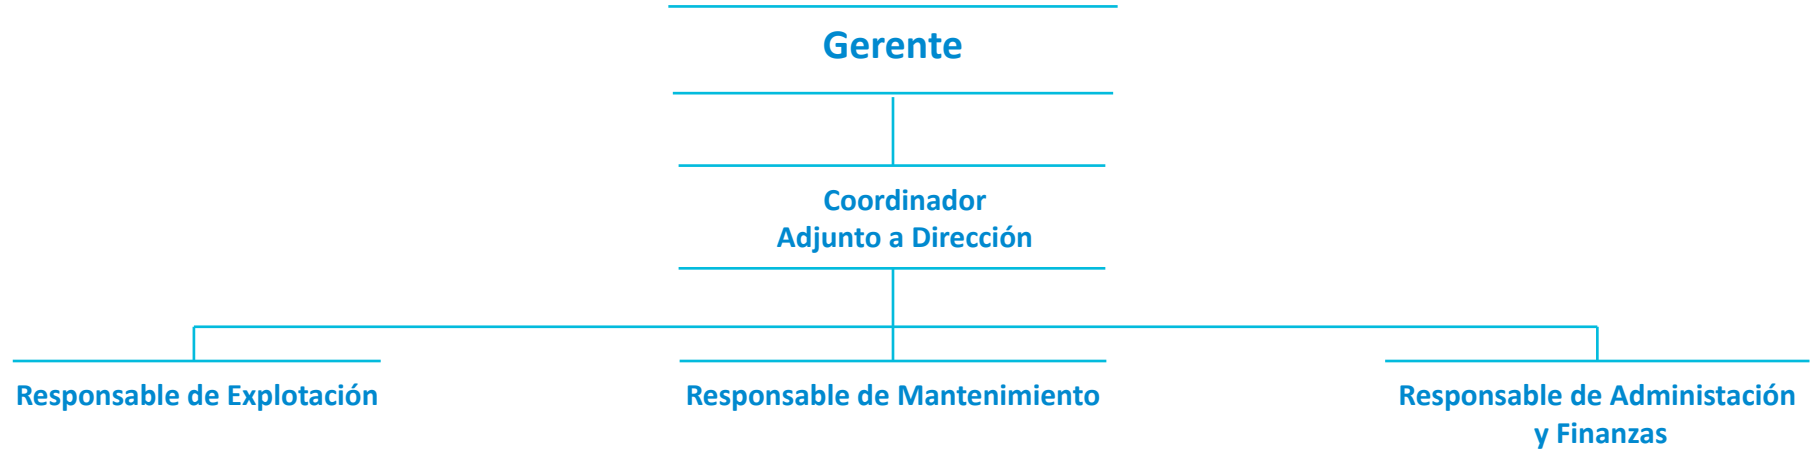 Gerente
Coordinador
Adjunto a Dirección
Responsable de Explotación
Responsable de Mantenimiento
Responsable de Administación
y Finanzas